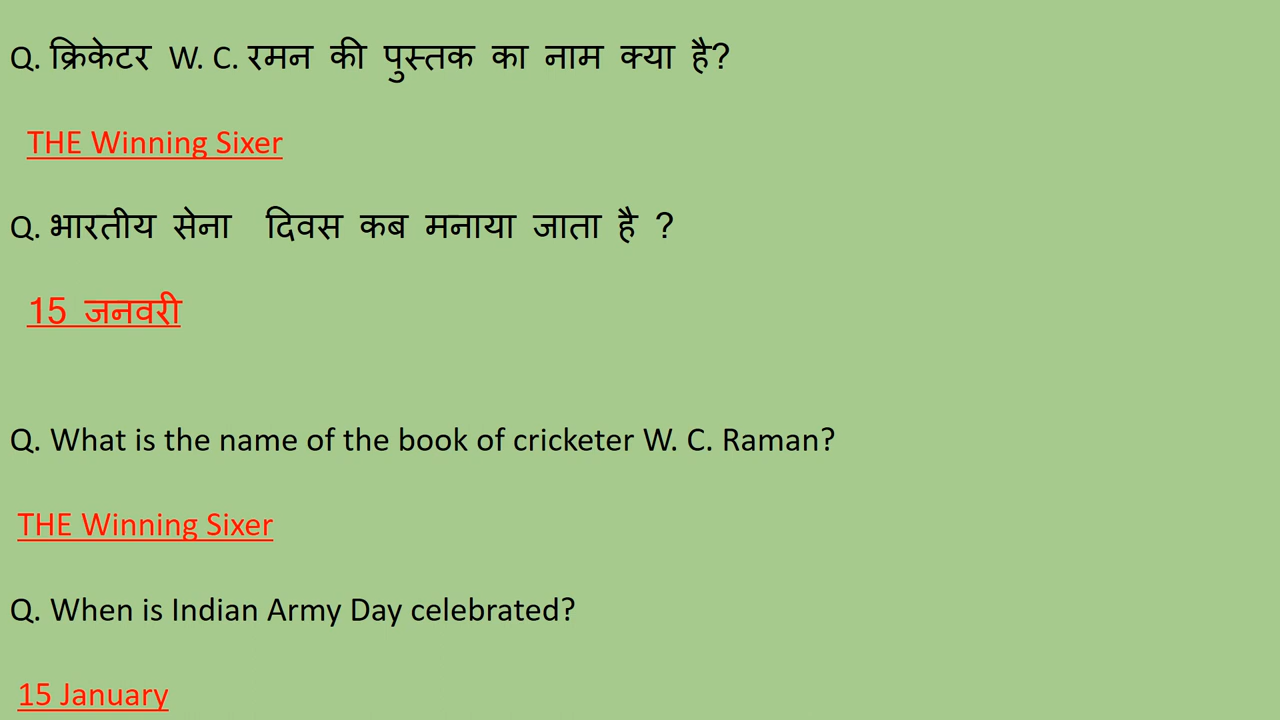 Q. क्रिकेटर W. C. रमन की पुस्तक का नाम क्या है?
THE Winning Sixer
Q. भारतीय सेना दिवस कब मनाया जाता है ?
15 जनवरी
Q. What is the name of the book of cricketer W. C. Raman?
THE Winning Sixer
Q. When is Indian Army Day celebrated?
15 January